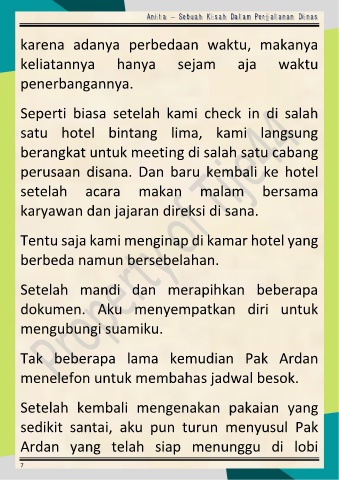 Anita – Sebuah Kisah Dalam Perjalanan Dinas
karena adanya perbedaan waktu, makanya
keliatannya hanya sejam aja waktu
penerbangannya.
Seperti biasa setelah kami check in di salah
satu hotel bintang lima, kami langsung
berangkat untuk meeting di salah satu cabang
perusaan disana. Dan baru kembali ke hotel
setelah acara makan malam bersama
karyawan dan jajaran direksi di sana.
Tentu saja kami menginap di kamar hotel yang
berbeda namun bersebelahan.
Setelah mandi dan merapihkan beberapa
dokumen. Aku menyempatkan diri untuk
mengubungi suamiku.
Tak beberapa lama kemudian Pak Ardan
menelefon untuk membahas jadwal besok.
Setelah kembali mengenakan pakaian yang
sedikit santai, aku pun turun menyusul Pak
Ardan yang telah siap menunggu di lobi
7
Property of